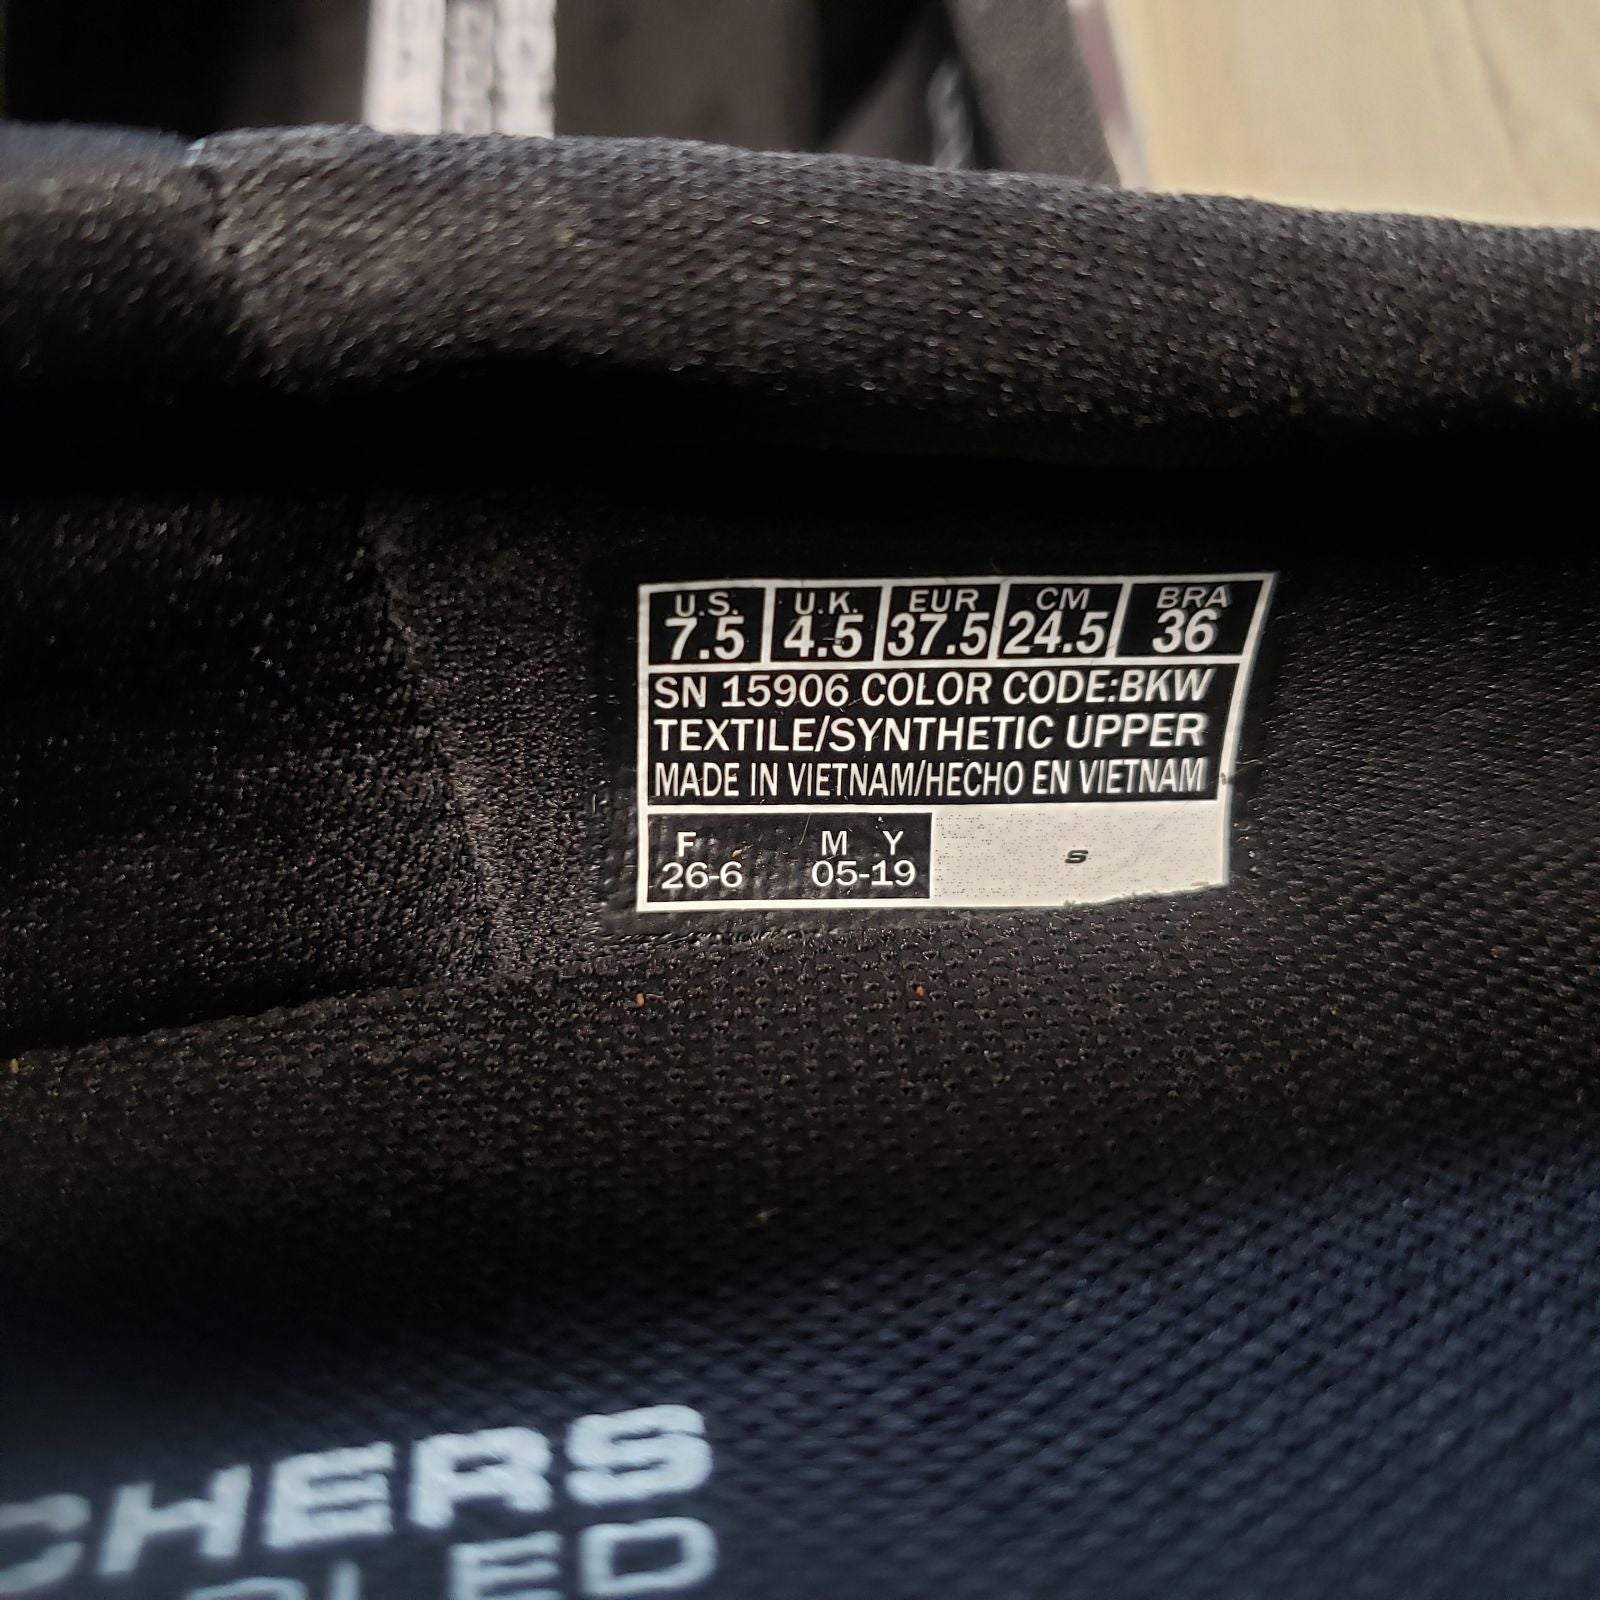 U.S. U.K. EUR CM BRA
7.5 4.5 37.5 24.5 36
SN 15906 COLOR CODE:BKW
TEXTILE/SYNTHETIC UPPER
MADE IN VIETNAM/HECHO EN VIETNAM
F M Y
26-6 05-19
S
CHERS
OLED